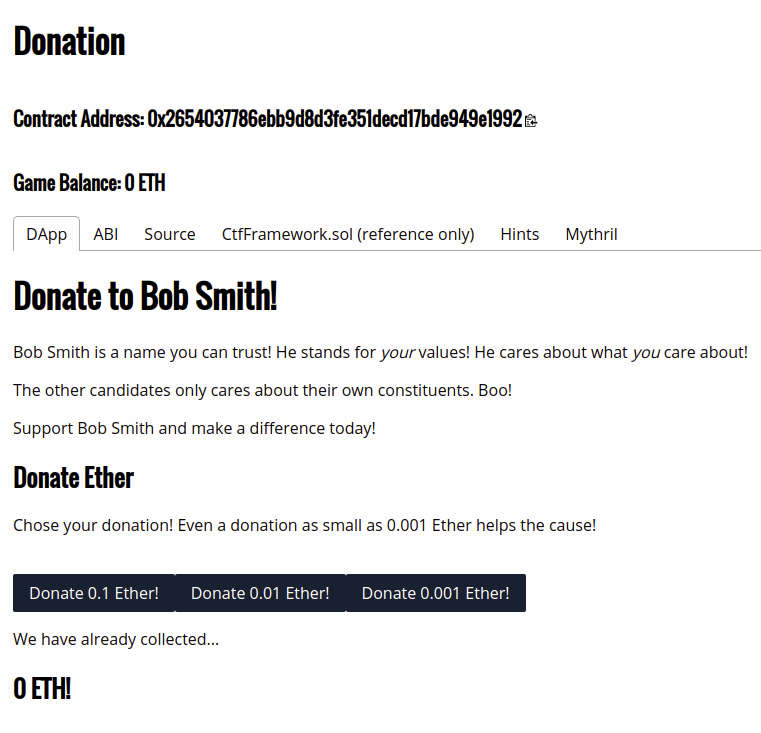 Donation
Contract Address: 0x2654037786ebb9d8d3fe351decd17bde949e1992
Game Balance: 0 ETH
DApp ABI Source CtfFramework.sol (reference only) Hints Mythril
Donate to Bob Smith!
Bob Smith is a name you can trust! He stands for your values! He cares about what you care about!
The other candidates only cares about their own constituents. Boo!
Support Bob Smith and make a difference today!
Donate Ether
Chose your donation! Even a donation as small as 0.001 Ether helps the cause!
Donate 0.1 Ether! Donate 0.01 Ether! Donate 0.001 Ether!
We have already collected...
0 ETH!